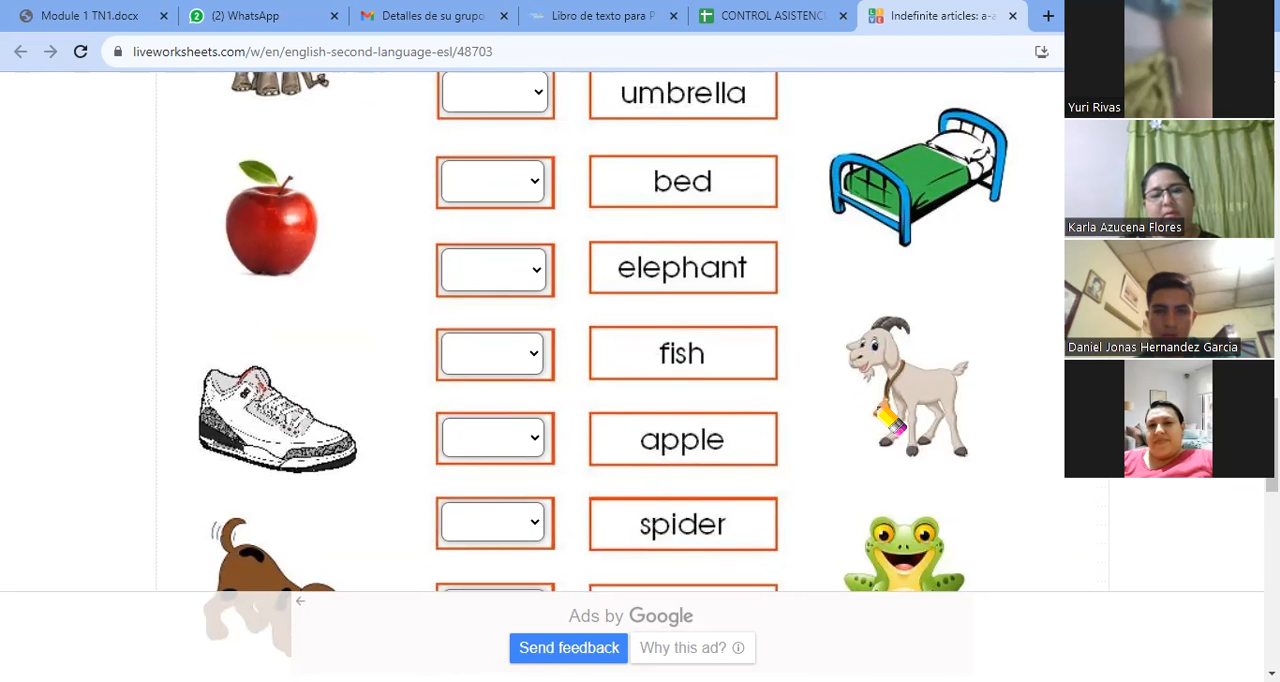 Module 1 TN1.docx
(2) WhatsApp
Detalles de su grupo
Libro de texto para P
CONTROL ASISTENC
Indefinite articles: a-a
liveworksheets.com/w/en/english-second-language-esl/48703
umbrella
bed
elephant
fish
apple
spider
Ads by Google
Send feedback
Why this ad?
Yuri Rivas
Karla Azucena Flores
Daniel Jonas Hernandez Garcia